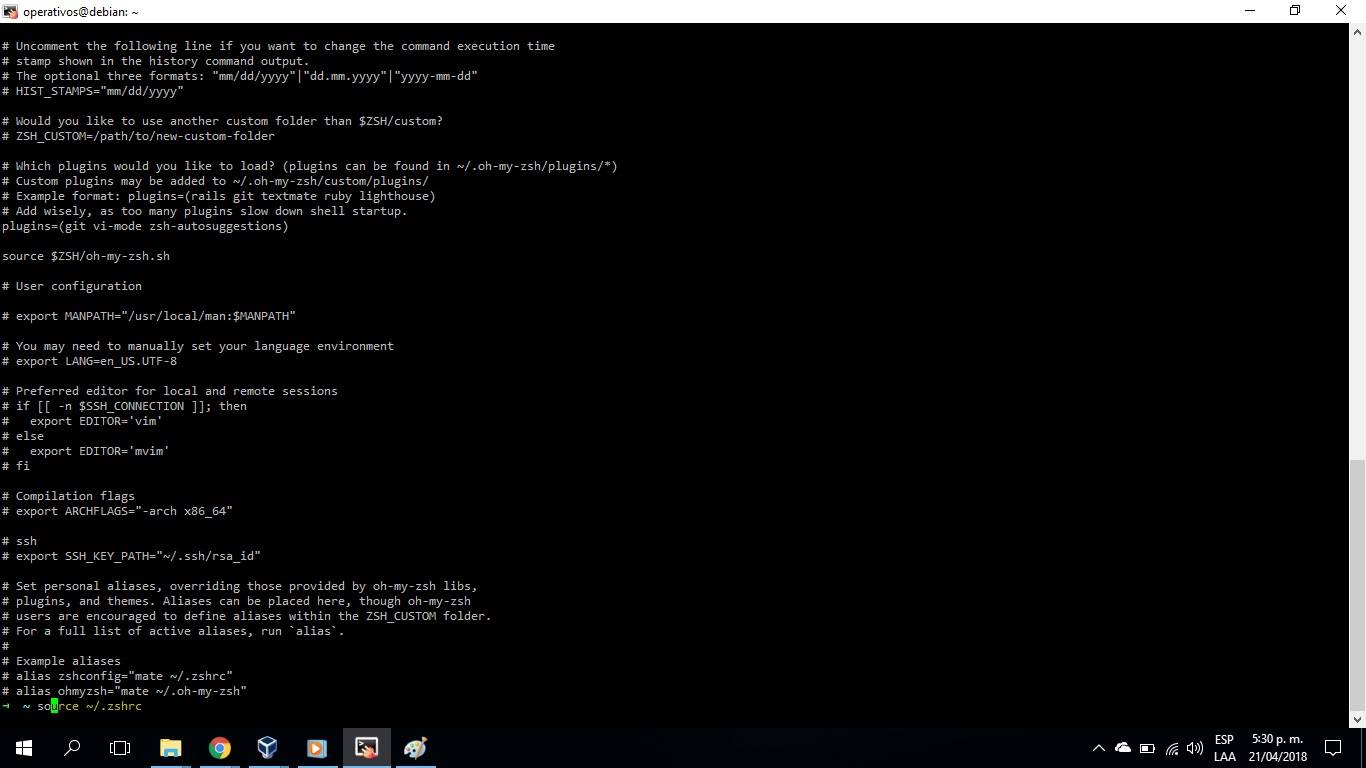 operativos@debian: ~
# Uncomment the following line if you want to change the command execution time
# stamp shown in the history command output.
# The optional three formats: "mm/dd/yyyy"|"dd.mm.yyyy"|"yyyy-mm-dd"
# HIST_STAMPS="mm/dd/yyyy"
# Would you like to use another custom folder than $ZSH/custom?
# ZSH_CUSTOM=/path/to/new-custom-folder
# Which plugins would you like to load? (plugins can be found in ~/.oh-my-zsh/plugins/*)
# Custom plugins may be added to ~/.oh-my-zsh/custom/plugins/
# Example format: plugins=(rails git textmate ruby lighthouse)
# Add wisely, as too many plugins slow down shell startup.
plugins=(git vi-mode zsh-autosuggestions)
source $ZSH/oh-my-zsh.sh
# User configuration
# export MANPATH="/usr/local/man:$MANPATH"
# You may need to manually set your language environment
# export LANG=en_US.UTF-8
# Preferred editor for local and remote sessions
# if [[ -n $SSH_CONNECTION ]]; then
#   export EDITOR='vim'
# else
#   export EDITOR='mvim'
# fi
# Compilation flags
# export ARCHFLAGS="-arch x86_64"
# ssh
# export SSH_KEY_PATH="~/.ssh/rsa_id"
# Set personal aliases, overriding those provided by oh-my-zsh libs,
# plugins, and themes. Aliases can be placed here, though oh-my-zsh
# users are encouraged to define aliases within the ZSH_CUSTOM folder.
# For a full list of active aliases, run `alias`.
#
# Example aliases
# alias zshconfig="mate ~/.zshrc"
# alias ohmyzsh="mate ~/.oh-my-zsh"
→  ~ source ~/.zshrc
ESP
LAA
5:30 p. m.
21/04/2018